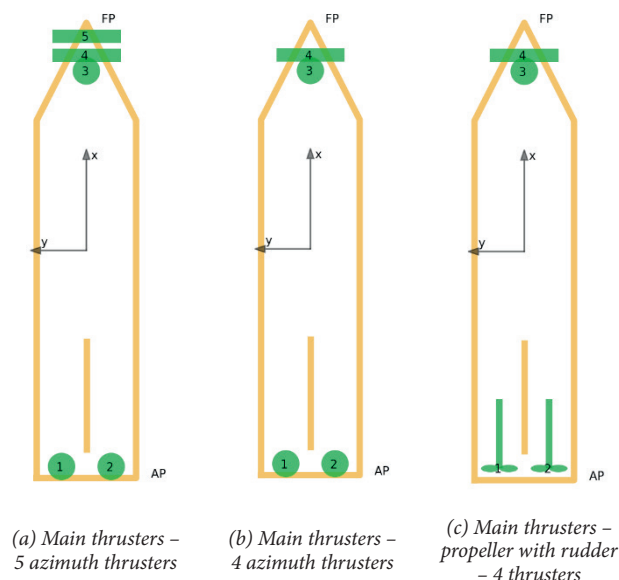 FP
5
4
3
x
y
1
2
AP
(a) Main thrusters –
5 azimuth thrusters
FP
4
3
x
y
1
2
AP
(b) Main thrusters –
4 azimuth thrusters
FP
4
3
x
y
1
2
AP
(c) Main thrusters –
propeller with rudder
– 4 thrusters